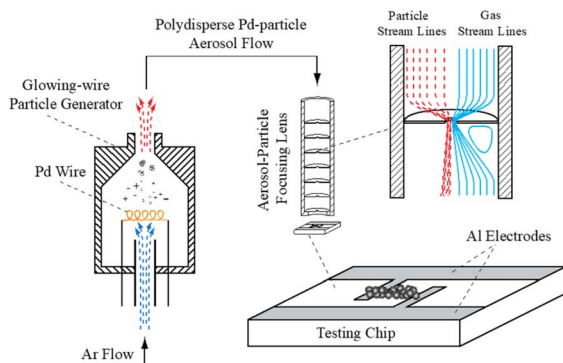 Polydisperse Pd-particle
Aerosol Flow
Particle
Stream Lines
Gas
Stream Lines
Glowing-wire
Particle Generator
Pd Wire
Aerosol-Particle
Focusing Lens
Al Electrodes
Testing Chip
Ar Flow